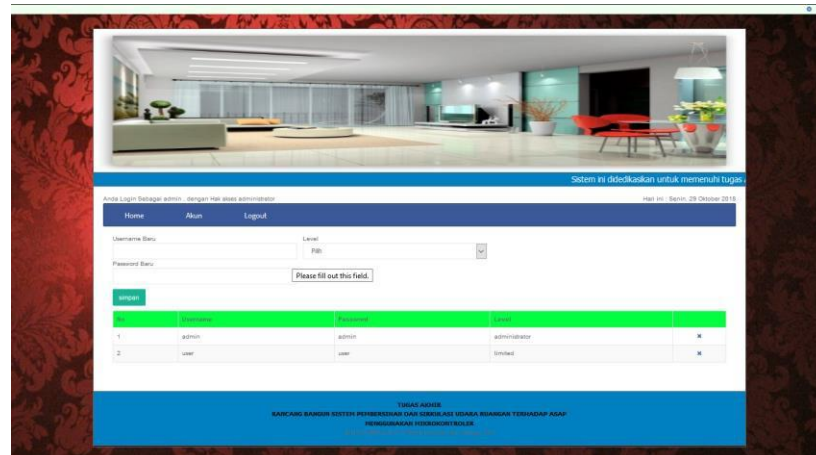 Sistem ini didedikasikan untuk memenuhi tugas
Anda Login Sebagai admin , dengan Hak akses administrator
Hari ini : Senin, 29 Oktober 2018
Home Akun Logout
Username Baru Level
Pilih
Password Baru
Please fill out this field.
simpan
No Username Password Level
1 admin admin administrator
2 user user limited
TUGAS AKHIR
RANCANG BANGUN SISTEM PEMBERSIHAN DAN SIRKULASI UDARA RUANGAN TERHADAP ASAP
MENGGUNAKAN MIKROKONTROLER